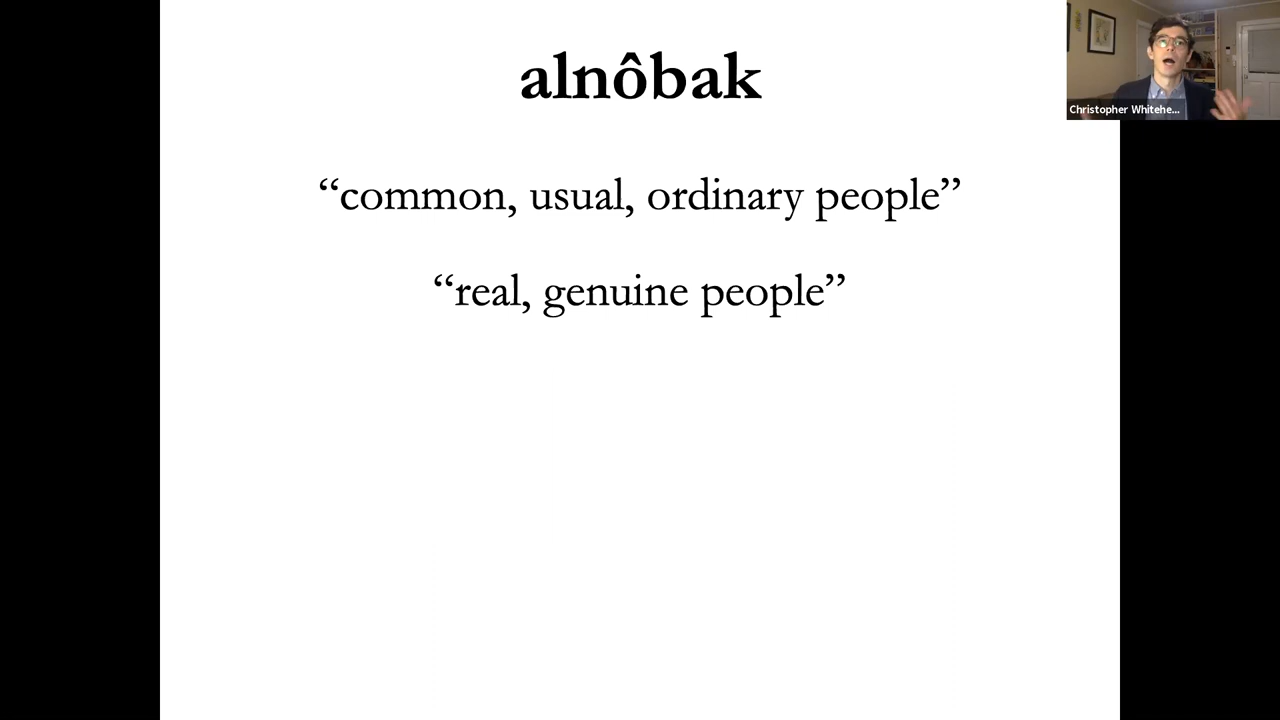 alnôbak
“common, usual, ordinary people”
“real, genuine people”
Christopher Whitehe...